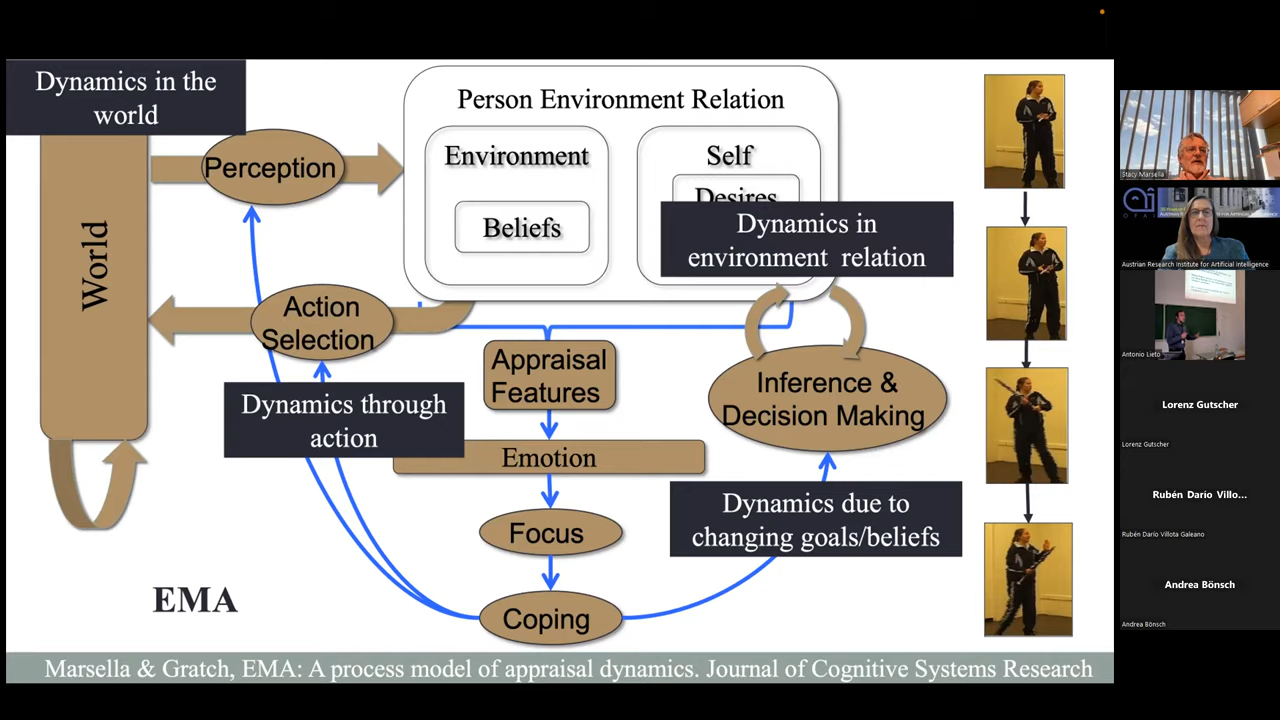 Dynamics in the
world
Person Environment Relation
Environment
Self
Perception
Desires
Beliefs
Dynamics in
environment relation
World
Action
Selection
Appraisal
Features
Inference &
Decision Making
Dynamics through
action
Emotion
Focus
Dynamics due to
changing goals/beliefs
EMA
Coping
Marsella & Gratch, EMA: A process model of appraisal dynamics. Journal of Cognitive Systems Research
Stacy Marsella
Austrian Research Institute for Artificial Intelligence
Antonio Lieto
Lorenz Gutscher
Lorenz Gutscher
Rubén Darío Villo...
Rubén Darío Villota Galeano
Andrea Bönsch
Andrea Bönsch